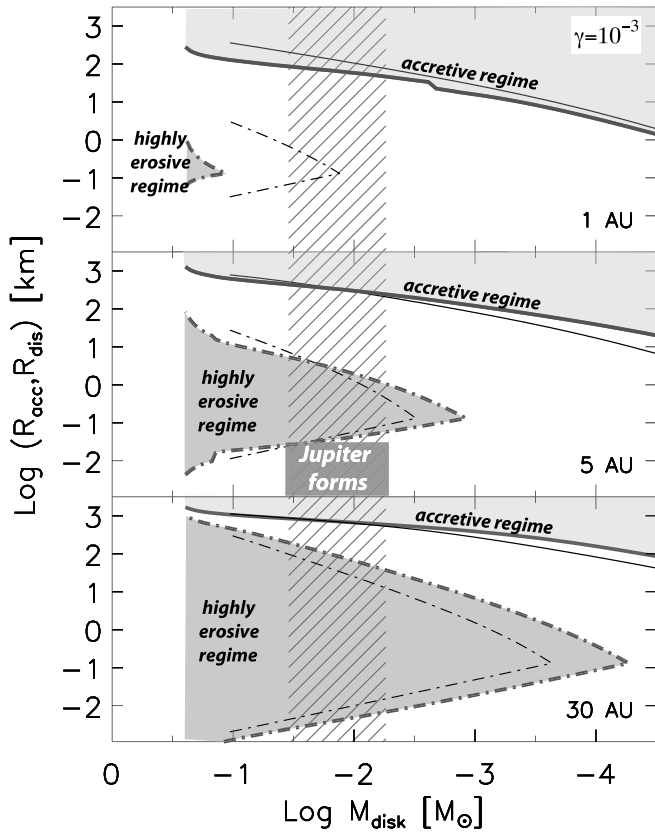 γ=10⁻³
3
2
accretive regime
1
0
highly
erosive
regime
−1
−2
1 AU
3
accretive regime
2
1
0
highly
erosive
regime
−1
−2
Jupiter
forms
5 AU
3
accretive regime
2
1
0
highly
erosive
regime
−1
−2
30 AU
0
−1
−2
−3
−4
Log (R_acc,R_dis) [km]
Log M_disk [M_⊙]